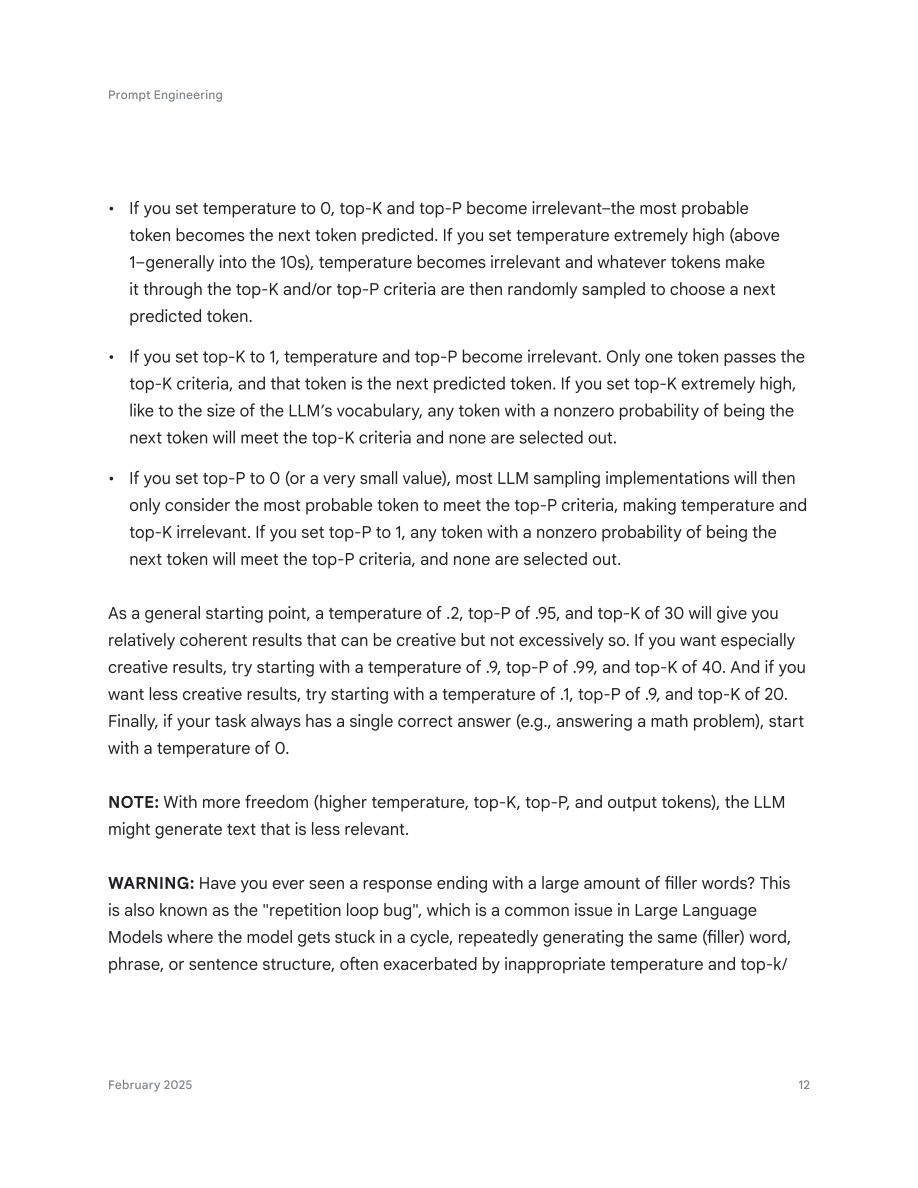 Prompt Engineering
• If you set temperature to 0, top-K and top-P become irrelevant–the most probable
token becomes the next token predicted. If you set temperature extremely high (above
1–generally into the 10s), temperature becomes irrelevant and whatever tokens make
it through the top-K and/or top-P criteria are then randomly sampled to choose a next
predicted token.
• If you set top-K to 1, temperature and top-P become irrelevant. Only one token passes the
top-K criteria, and that token is the next predicted token. If you set top-K extremely high,
like to the size of the LLM’s vocabulary, any token with a nonzero probability of being the
next token will meet the top-K criteria and none are selected out.
• If you set top-P to 0 (or a very small value), most LLM sampling implementations will then
only consider the most probable token to meet the top-P criteria, making temperature and
top-K irrelevant. If you set top-P to 1, any token with a nonzero probability of being the
next token will meet the top-P criteria, and none are selected out.
As a general starting point, a temperature of .2, top-P of .95, and top-K of 30 will give you
relatively coherent results that can be creative but not excessively so. If you want especially
creative results, try starting with a temperature of .9, top-P of .99, and top-K of 40. And if you
want less creative results, try starting with a temperature of .1, top-P of .9, and top-K of 20.
Finally, if your task always has a single correct answer (e.g., answering a math problem), start
with a temperature of 0.
NOTE: With more freedom (higher temperature, top-K, top-P, and output tokens), the LLM
might generate text that is less relevant.
WARNING: Have you ever seen a response ending with a large amount of filler words? This
is also known as the "repetition loop bug", which is a common issue in Large Language
Models where the model gets stuck in a cycle, repeatedly generating the same (filler) word,
phrase, or sentence structure, often exacerbated by inappropriate temperature and top-k/
February 2025 12